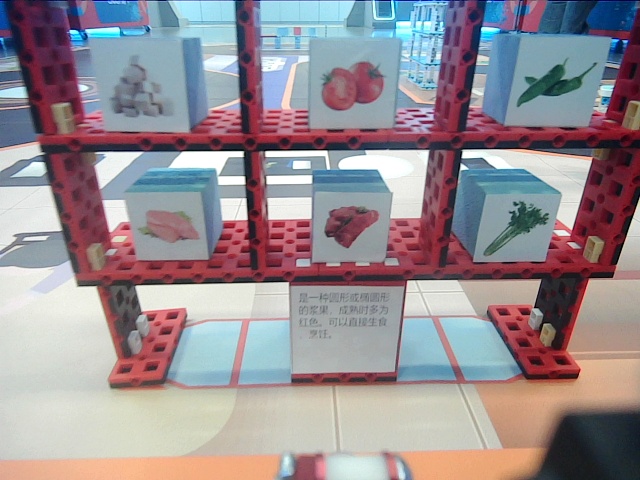 是一种圆形或椭圆形
的浆果，成熟时多为
红色。可以直接生食
烹饪。